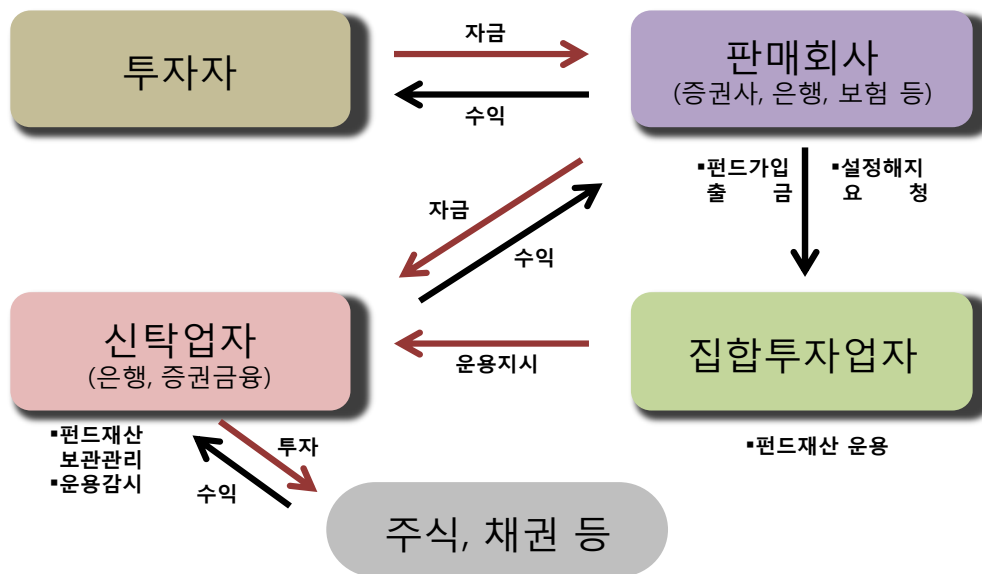 투자자
자금
수익
판매회사
(증권사, 은행, 보험 등)
▪펀드가입
출 금
▪설정해지
요 청
자금
수익
신탁업자
(은행, 증권금융)
운용지시
집합투자업자
▪펀드재산
보관관리
▪운용감시
투자
수익
▪펀드재산 운용
주식, 채권 등